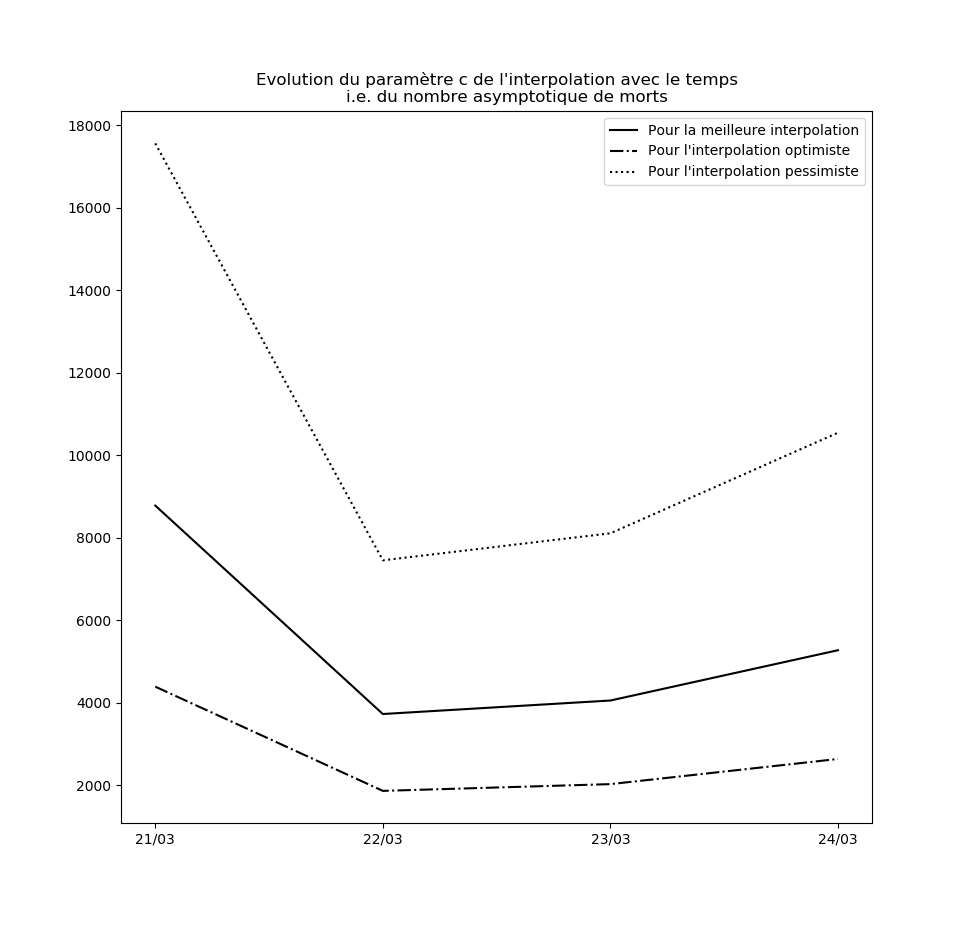 Evolution du paramètre c de l'interpolation avec le temps
i.e. du nombre asymptotique de morts
Pour la meilleure interpolation
Pour l'interpolation optimiste
Pour l'interpolation pessimiste
18000
16000
14000
12000
10000
8000
6000
4000
2000
21/03
22/03
23/03
24/03